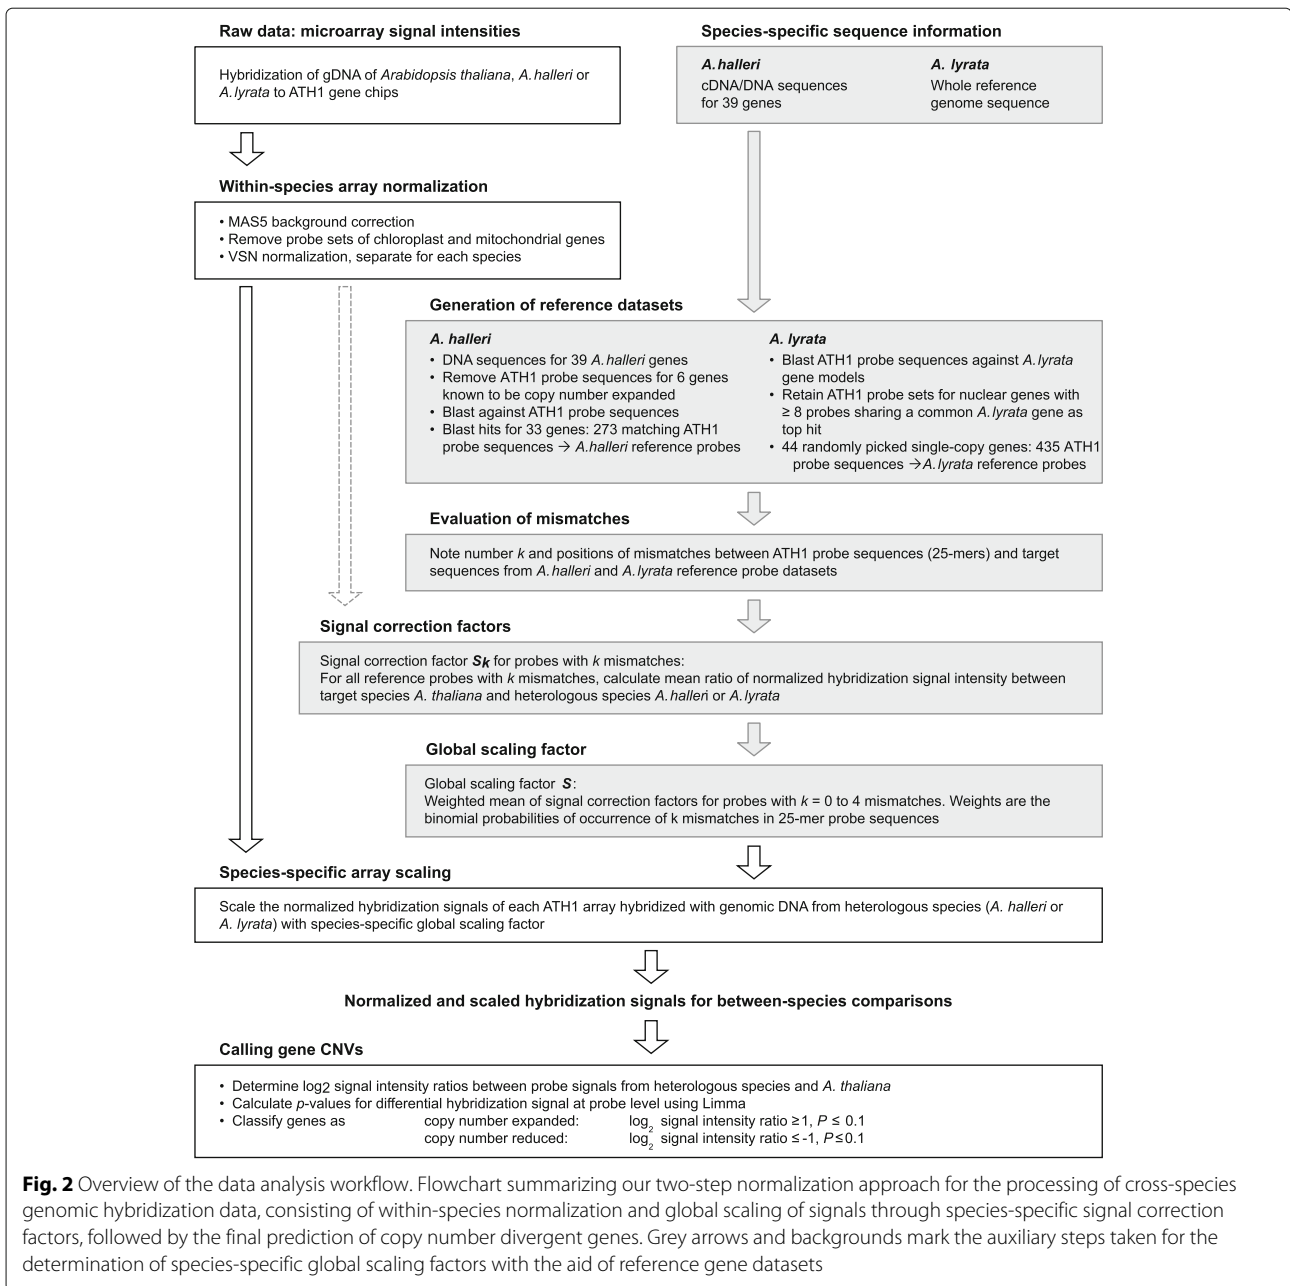 Raw data: microarray signal intensities
Hybridization of gDNA of Arabidopsis thaliana, A. halleri or
A. lyrata to ATH1 gene chips
Species-specific sequence information
A. halleri
cDNA/DNA sequences
for 39 genes
A. lyrata
Whole reference
genome sequence
Within-species array normalization
• MAS5 background correction
• Remove probe sets of chloroplast and mitochondrial genes
• VSN normalization, separate for each species
Generation of reference datasets
A. halleri
• DNA sequences for 39 A. halleri genes
• Remove ATH1 probe sequences for 6 genes
known to be copy number expanded
• Blast against ATH1 probe sequences
• Blast hits for 33 genes: 273 matching ATH1
probe sequences → A. halleri reference probes
A. lyrata
• Blast ATH1 probe sequences against A. lyrata
gene models
• Retain ATH1 probe sets for nuclear genes with
≥ 8 probes sharing a common A. lyrata gene as
top hit
• 44 randomly picked single-copy genes: 435 ATH1
probe sequences → A. lyrata reference probes
Evaluation of mismatches
Note number k and positions of mismatches between ATH1 probe sequences (25-mers) and target
sequences from A. halleri and A. lyrata reference probe datasets
Signal correction factors
Signal correction factor Sk for probes with k mismatches:
For all reference probes with k mismatches, calculate mean ratio of normalized hybridization signal intensity between
target species A. thaliana and heterologous species A. halleri or A. lyrata
Global scaling factor
Global scaling factor S:
Weighted mean of signal correction factors for probes with k = 0 to 4 mismatches. Weights are the
binomial probabilities of occurrence of k mismatches in 25-mer probe sequences
Species-specific array scaling
Scale the normalized hybridization signals of each ATH1 array hybridized with genomic DNA from heterologous species (A. halleri or
A. lyrata) with species-specific global scaling factor
Normalized and scaled hybridization signals for between-species comparisons
Calling gene CNVs
• Determine log2 signal intensity ratios between probe signals from heterologous species and A. thaliana
• Calculate p-values for differential hybridization signal at probe level using Limma
• Classify genes as copy number expanded: log2 signal intensity ratio ≥1, P ≤ 0.1
copy number reduced: log2 signal intensity ratio ≤ -1, P ≤ 0.1
Fig. 2 Overview of the data analysis workflow. Flowchart summarizing our two-step normalization approach for the processing of cross-species
genomic hybridization data, consisting of within-species normalization and global scaling of signals through species-specific signal correction
factors, followed by the final prediction of copy number divergent genes. Grey arrows and backgrounds mark the auxiliary steps taken for the
determination of species-specific global scaling factors with the aid of reference gene datasets